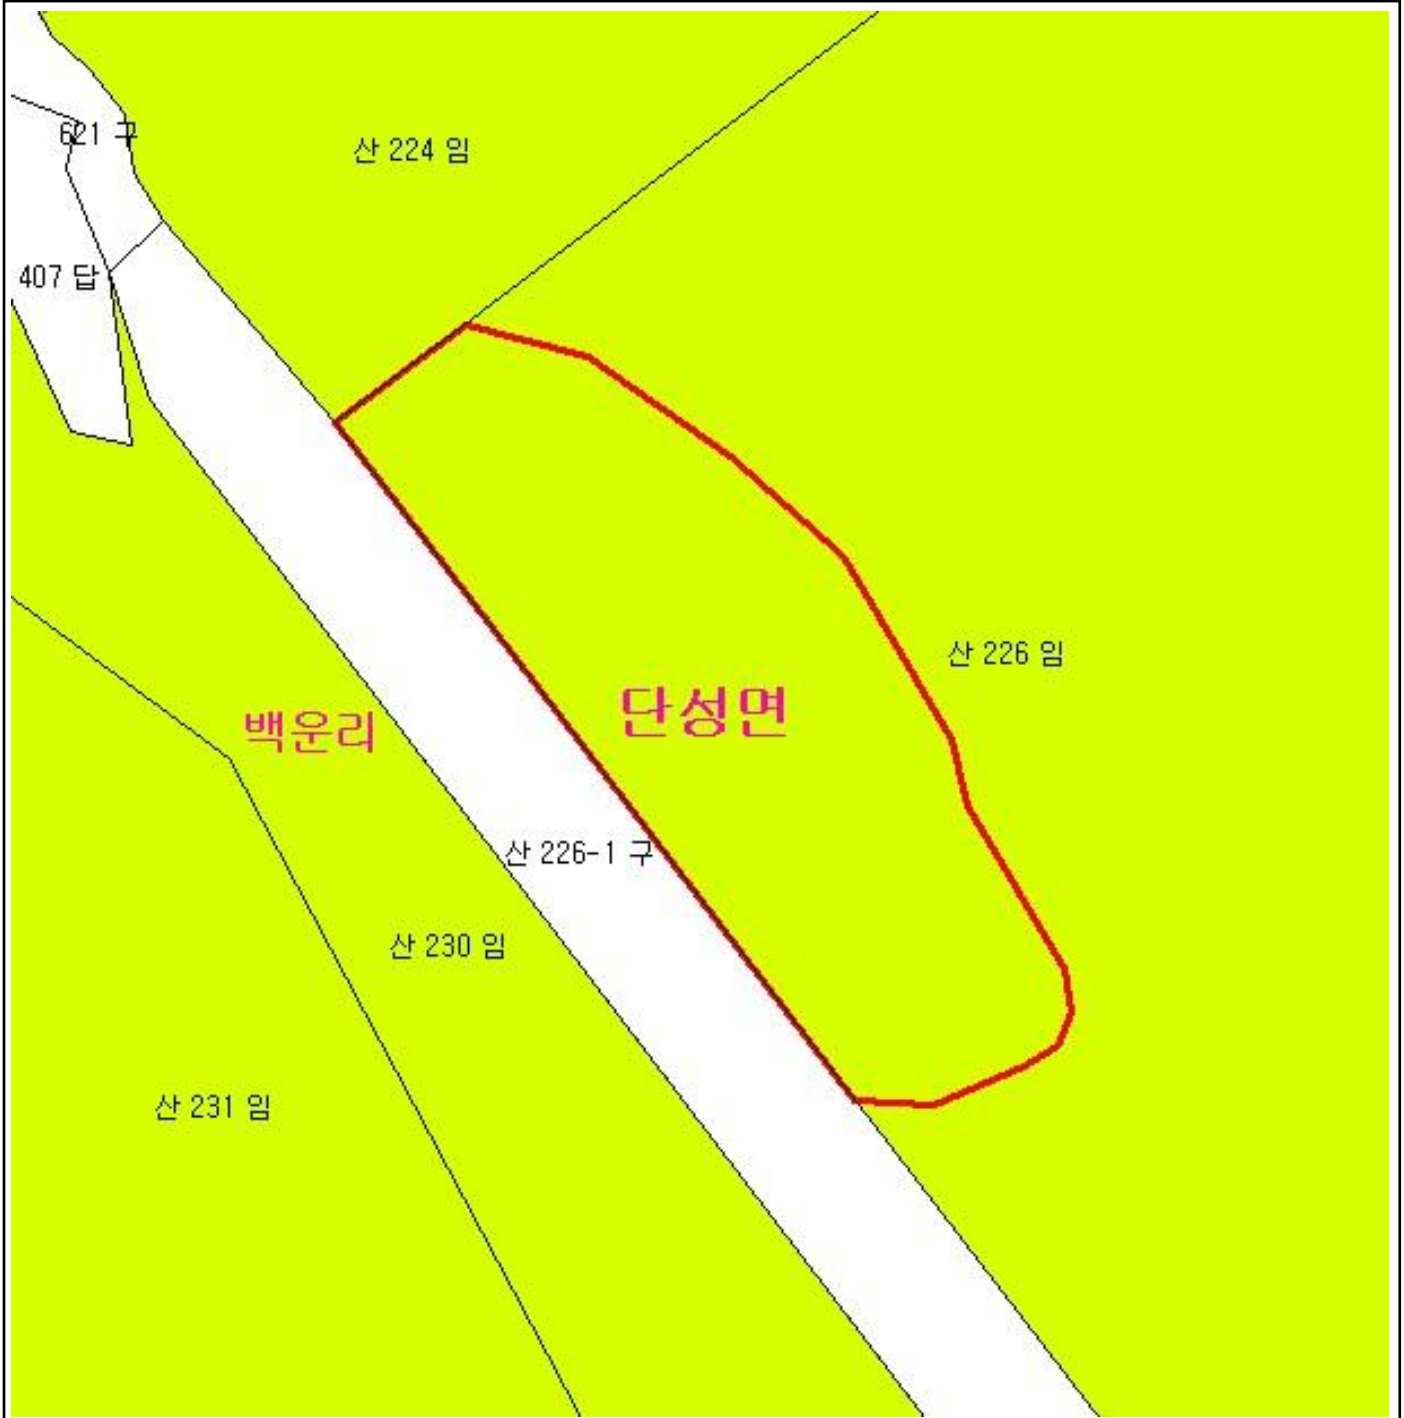 621 구
산 224 임
407 답
산 226 임
단성면
백운리
산 226-1 구
산 230 임
산 231 임